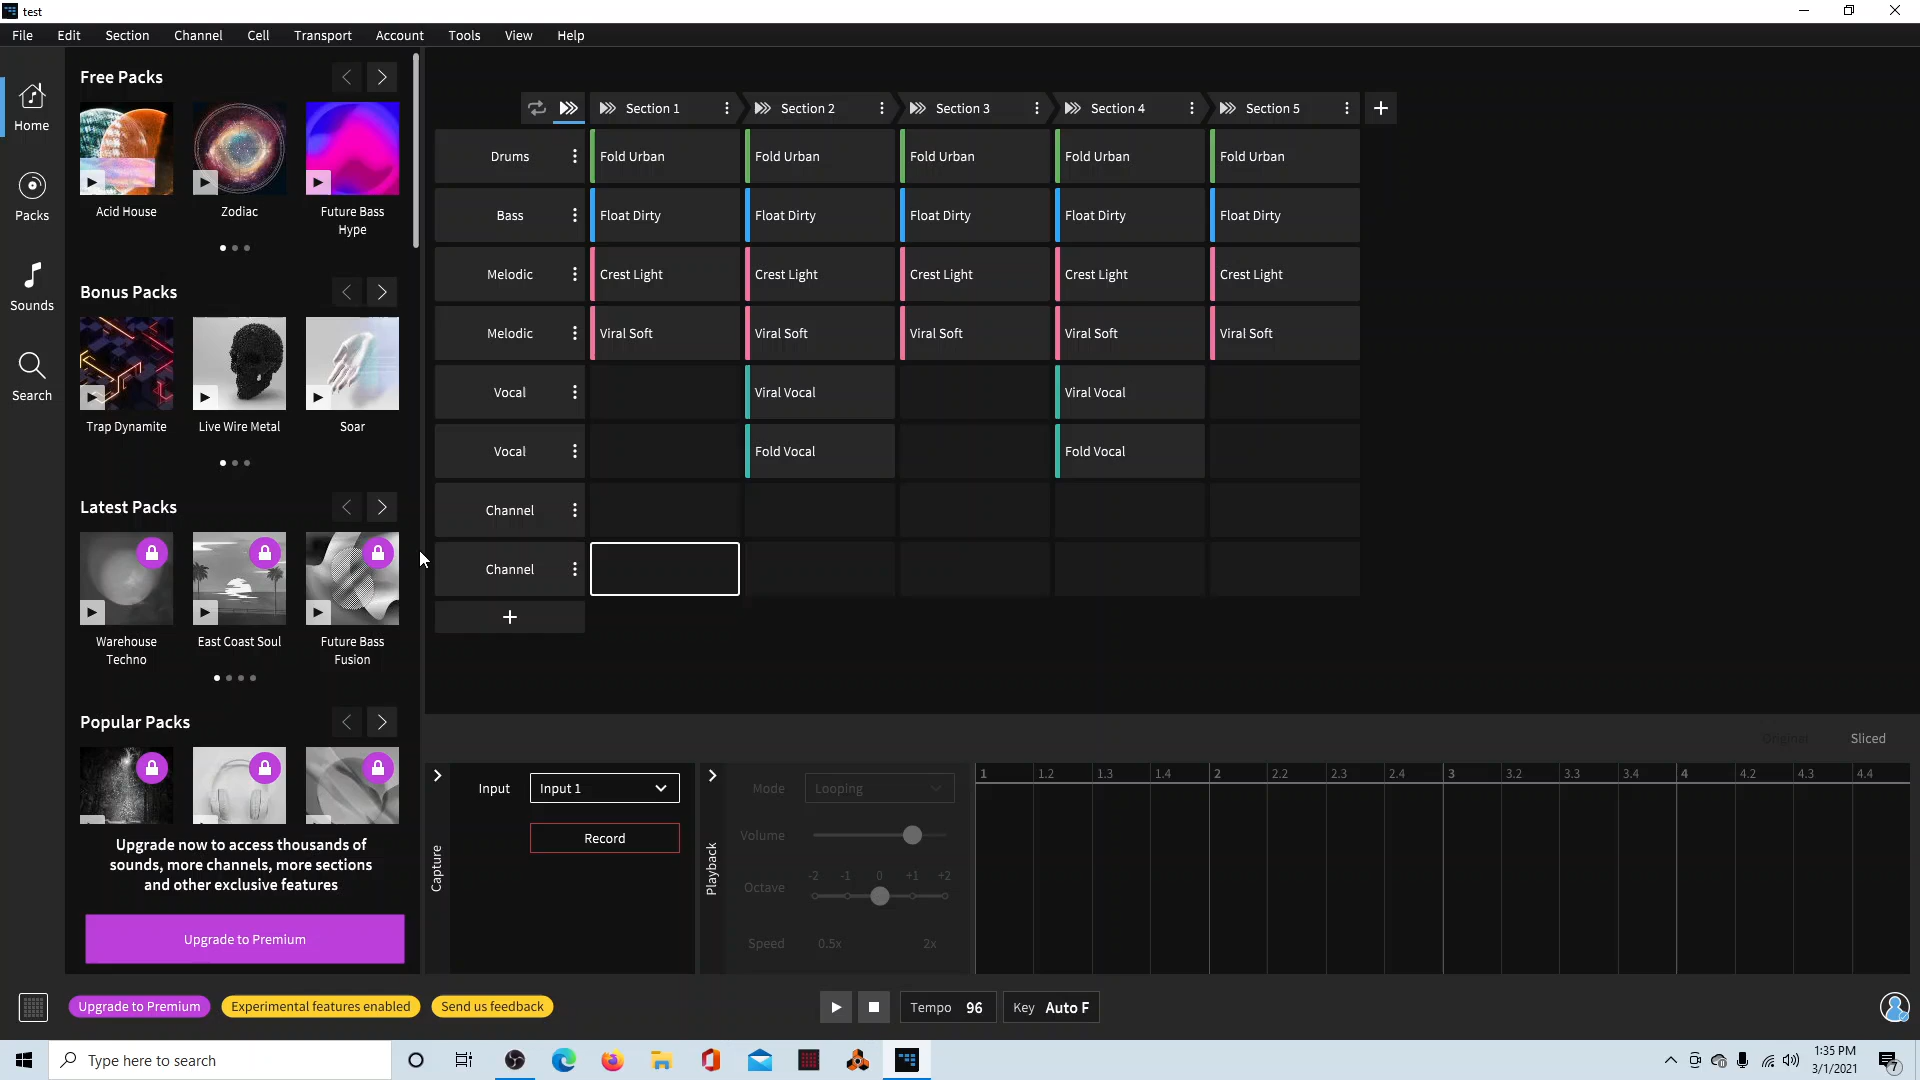 test
File Edit Section Channel Cell Transport Account Tools View Help
Home
Packs
Sounds
Search
Free Packs
Acid House
Zodiac
Future Bass
Hype
Bonus Packs
Trap Dynamite
Live Wire Metal
Soar
Latest Packs
Warehouse
Techno
East Coast Soul
Future Bass
Fusion
Popular Packs
Upgrade now to access thousands of
sounds, more channels, more sections
and other exclusive features
Upgrade to Premium
Section 1 Section 2 Section 3 Section 4 Section 5
Drums Fold Urban Fold Urban Fold Urban Fold Urban Fold Urban
Bass Float Dirty Float Dirty Float Dirty Float Dirty Float Dirty
Melodic Crest Light Crest Light Crest Light Crest Light Crest Light
Melodic Viral Soft Viral Soft Viral Soft Viral Soft Viral Soft
Vocal Viral Vocal Viral Vocal
Vocal Fold Vocal Fold Vocal
Channel
Channel
Original Sliced
Capture
Input Input 1
Record
Playback
Mode Looping
Volume
Octave -2 -1 0 +1 +2
Speed 0.5x 2x
1 1.2 1.3 1.4 2 2.2 2.3 2.4 3 3.2 3.3 3.4 4 4.2 4.3 4.4
Upgrade to Premium Experimental features enabled Send us feedback
Tempo 96 Key Auto F
Type here to search
1:35 PM
3/1/2021
7